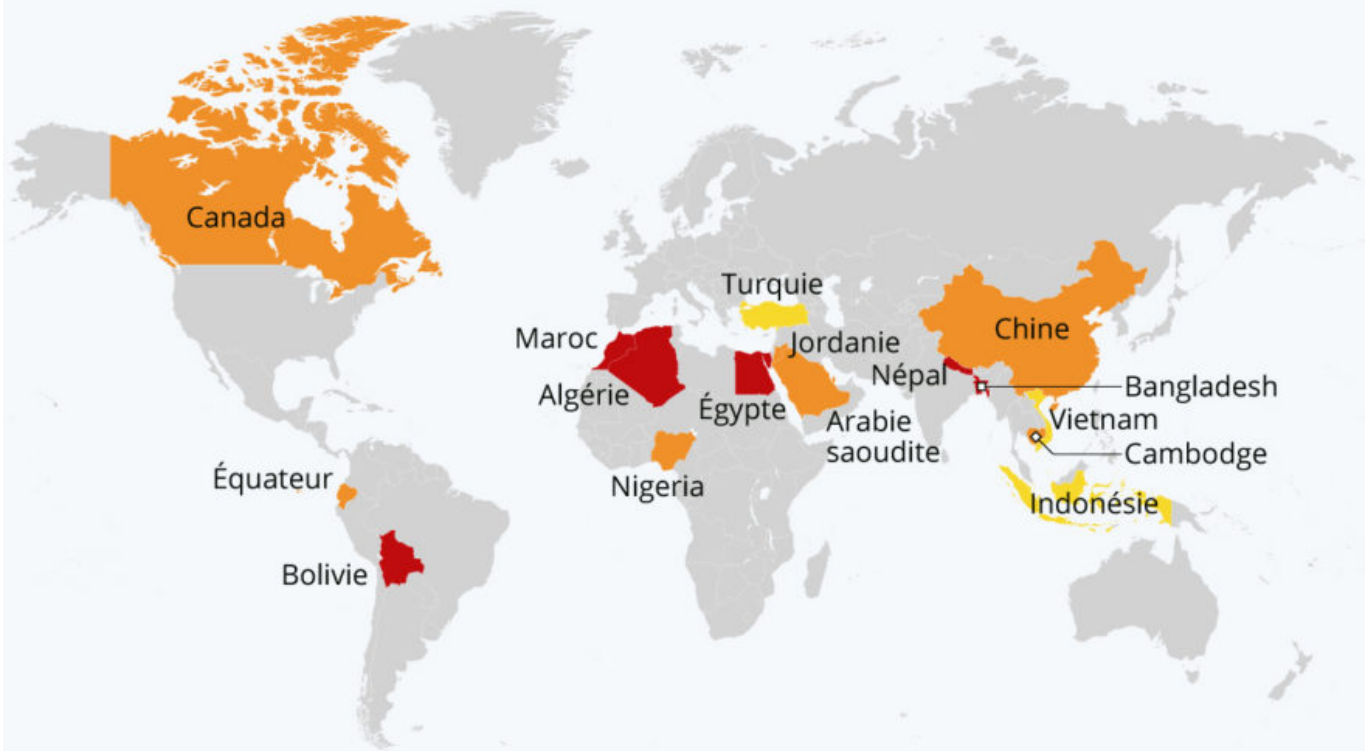 Canada
Turquie
Chine
Maroc
Jordanie
Népal
Bangladesh
Algérie
Égypte
Arabie
saoudite
Vietnam
Cambodge
Équateur
Nigeria
Indonésie
Bolivie